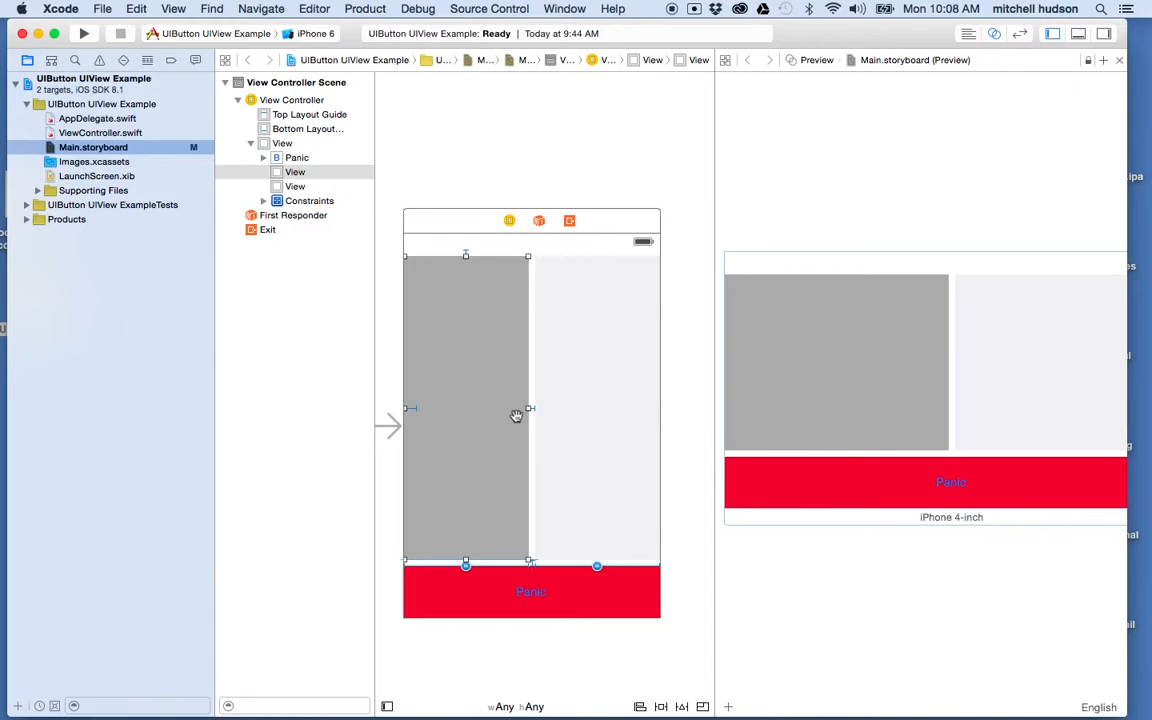 Xcode File Edit View Find Navigate Editor Product Debug Source Control Window Help Mon 10:08 AM mitchell hudson
UIButton UIView Example iPhone 6 UIButton UIView Example: Ready Today at 9:44 AM
UIButton UIView Example U... M... M... V... V... View View Preview Main.storyboard (Preview)
UIButton UIView Example
2 targets, iOS SDK 8.1
UIButton UIView Example
AppDelegate.swift
ViewController.swift
Main.storyboard M
Images.xcassets
LaunchScreen.xib
Supporting Files
UIButton UIView ExampleTests
Products
View Controller Scene
View Controller
Top Layout Guide
Bottom Layout...
View
B Panic
View
View
Constraints
First Responder
Exit
Panic
Panic
iPhone 4-inch
wAny hAny
English
.ipa